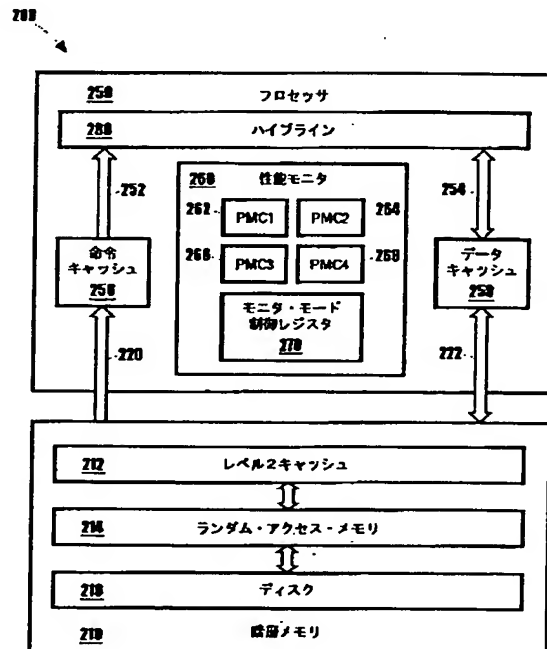 200
250 プロセッサ
280 パイプライン
252
260 性能モニタ
254
262 PMC1 PMC2 264
命令
キャッシュ
256
266 PMC3 PMC4 268
データ
キャッシュ
258
モニタ・モード
制御レジスタ
270
220
222
212 レベル2キャッシュ
214 ランダム・アクセス・メモリ
216 ディスク
210 階層メモリ